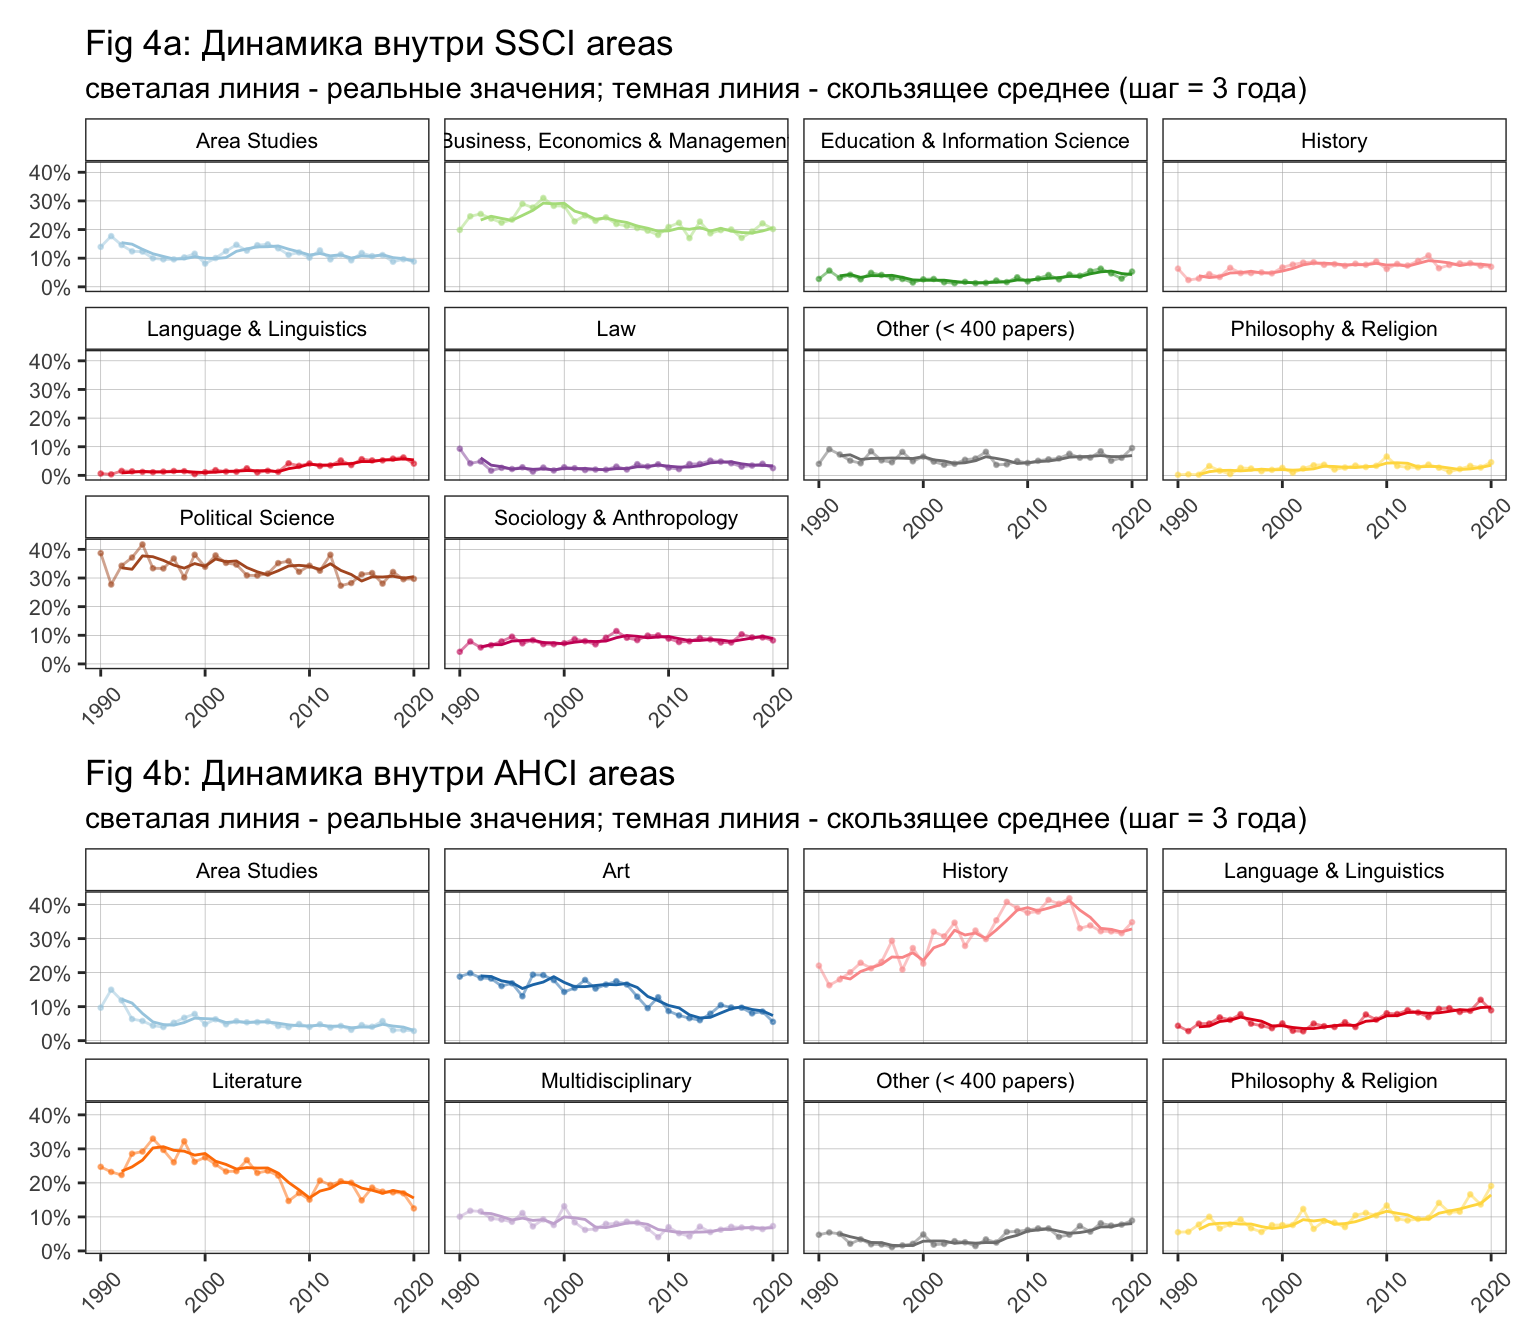 Fig 4a: Динамика внутри SSCI areas
светалая линия - реальные значения; темная линия - скользящее среднее (шаг = 3 года)
Area Studies
Business, Economics & Management
Education & Information Science
History
40%
30%
20%
10%
0%
Language & Linguistics
Law
Other (< 400 papers)
Philosophy & Religion
40%
30%
20%
10%
0%
1990 2000 2010 2020
1990 2000 2010 2020
Political Science
Sociology & Anthropology
40%
30%
20%
10%
0%
1990 2000 2010 2020
1990 2000 2010 2020
Fig 4b: Динамика внутри AHCI areas
светалая линия - реальные значения; темная линия - скользящее среднее (шаг = 3 года)
Area Studies
Art
History
Language & Linguistics
40%
30%
20%
10%
0%
Literature
Multidisciplinary
Other (< 400 papers)
Philosophy & Religion
40%
30%
20%
10%
0%
1990 2000 2010 2020
1990 2000 2010 2020
1990 2000 2010 2020
1990 2000 2010 2020